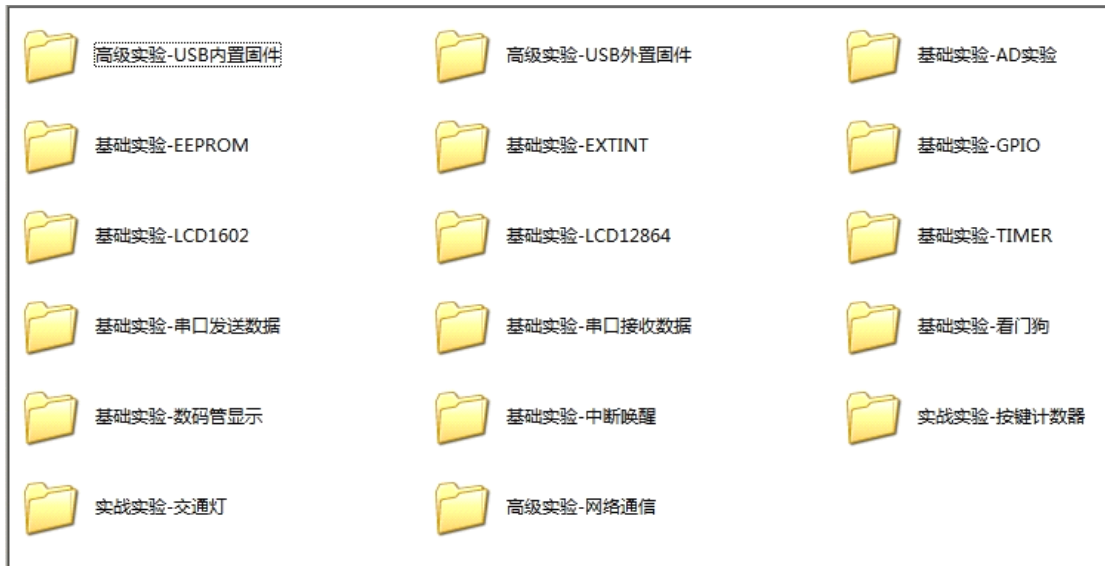 高级实验-USB内置固件
高级实验-USB外置固件
基础实验-AD实验
基础实验-EEPROM
基础实验-EXTINT
基础实验-GPIO
基础实验-LCD1602
基础实验-LCD12864
基础实验-TIMER
基础实验-串口发送数据
基础实验-串口接收数据
基础实验-看门狗
基础实验-数码管显示
基础实验-中断唤醒
实战实验-按键计数器
实战实验-交通灯
高级实验-网络通信